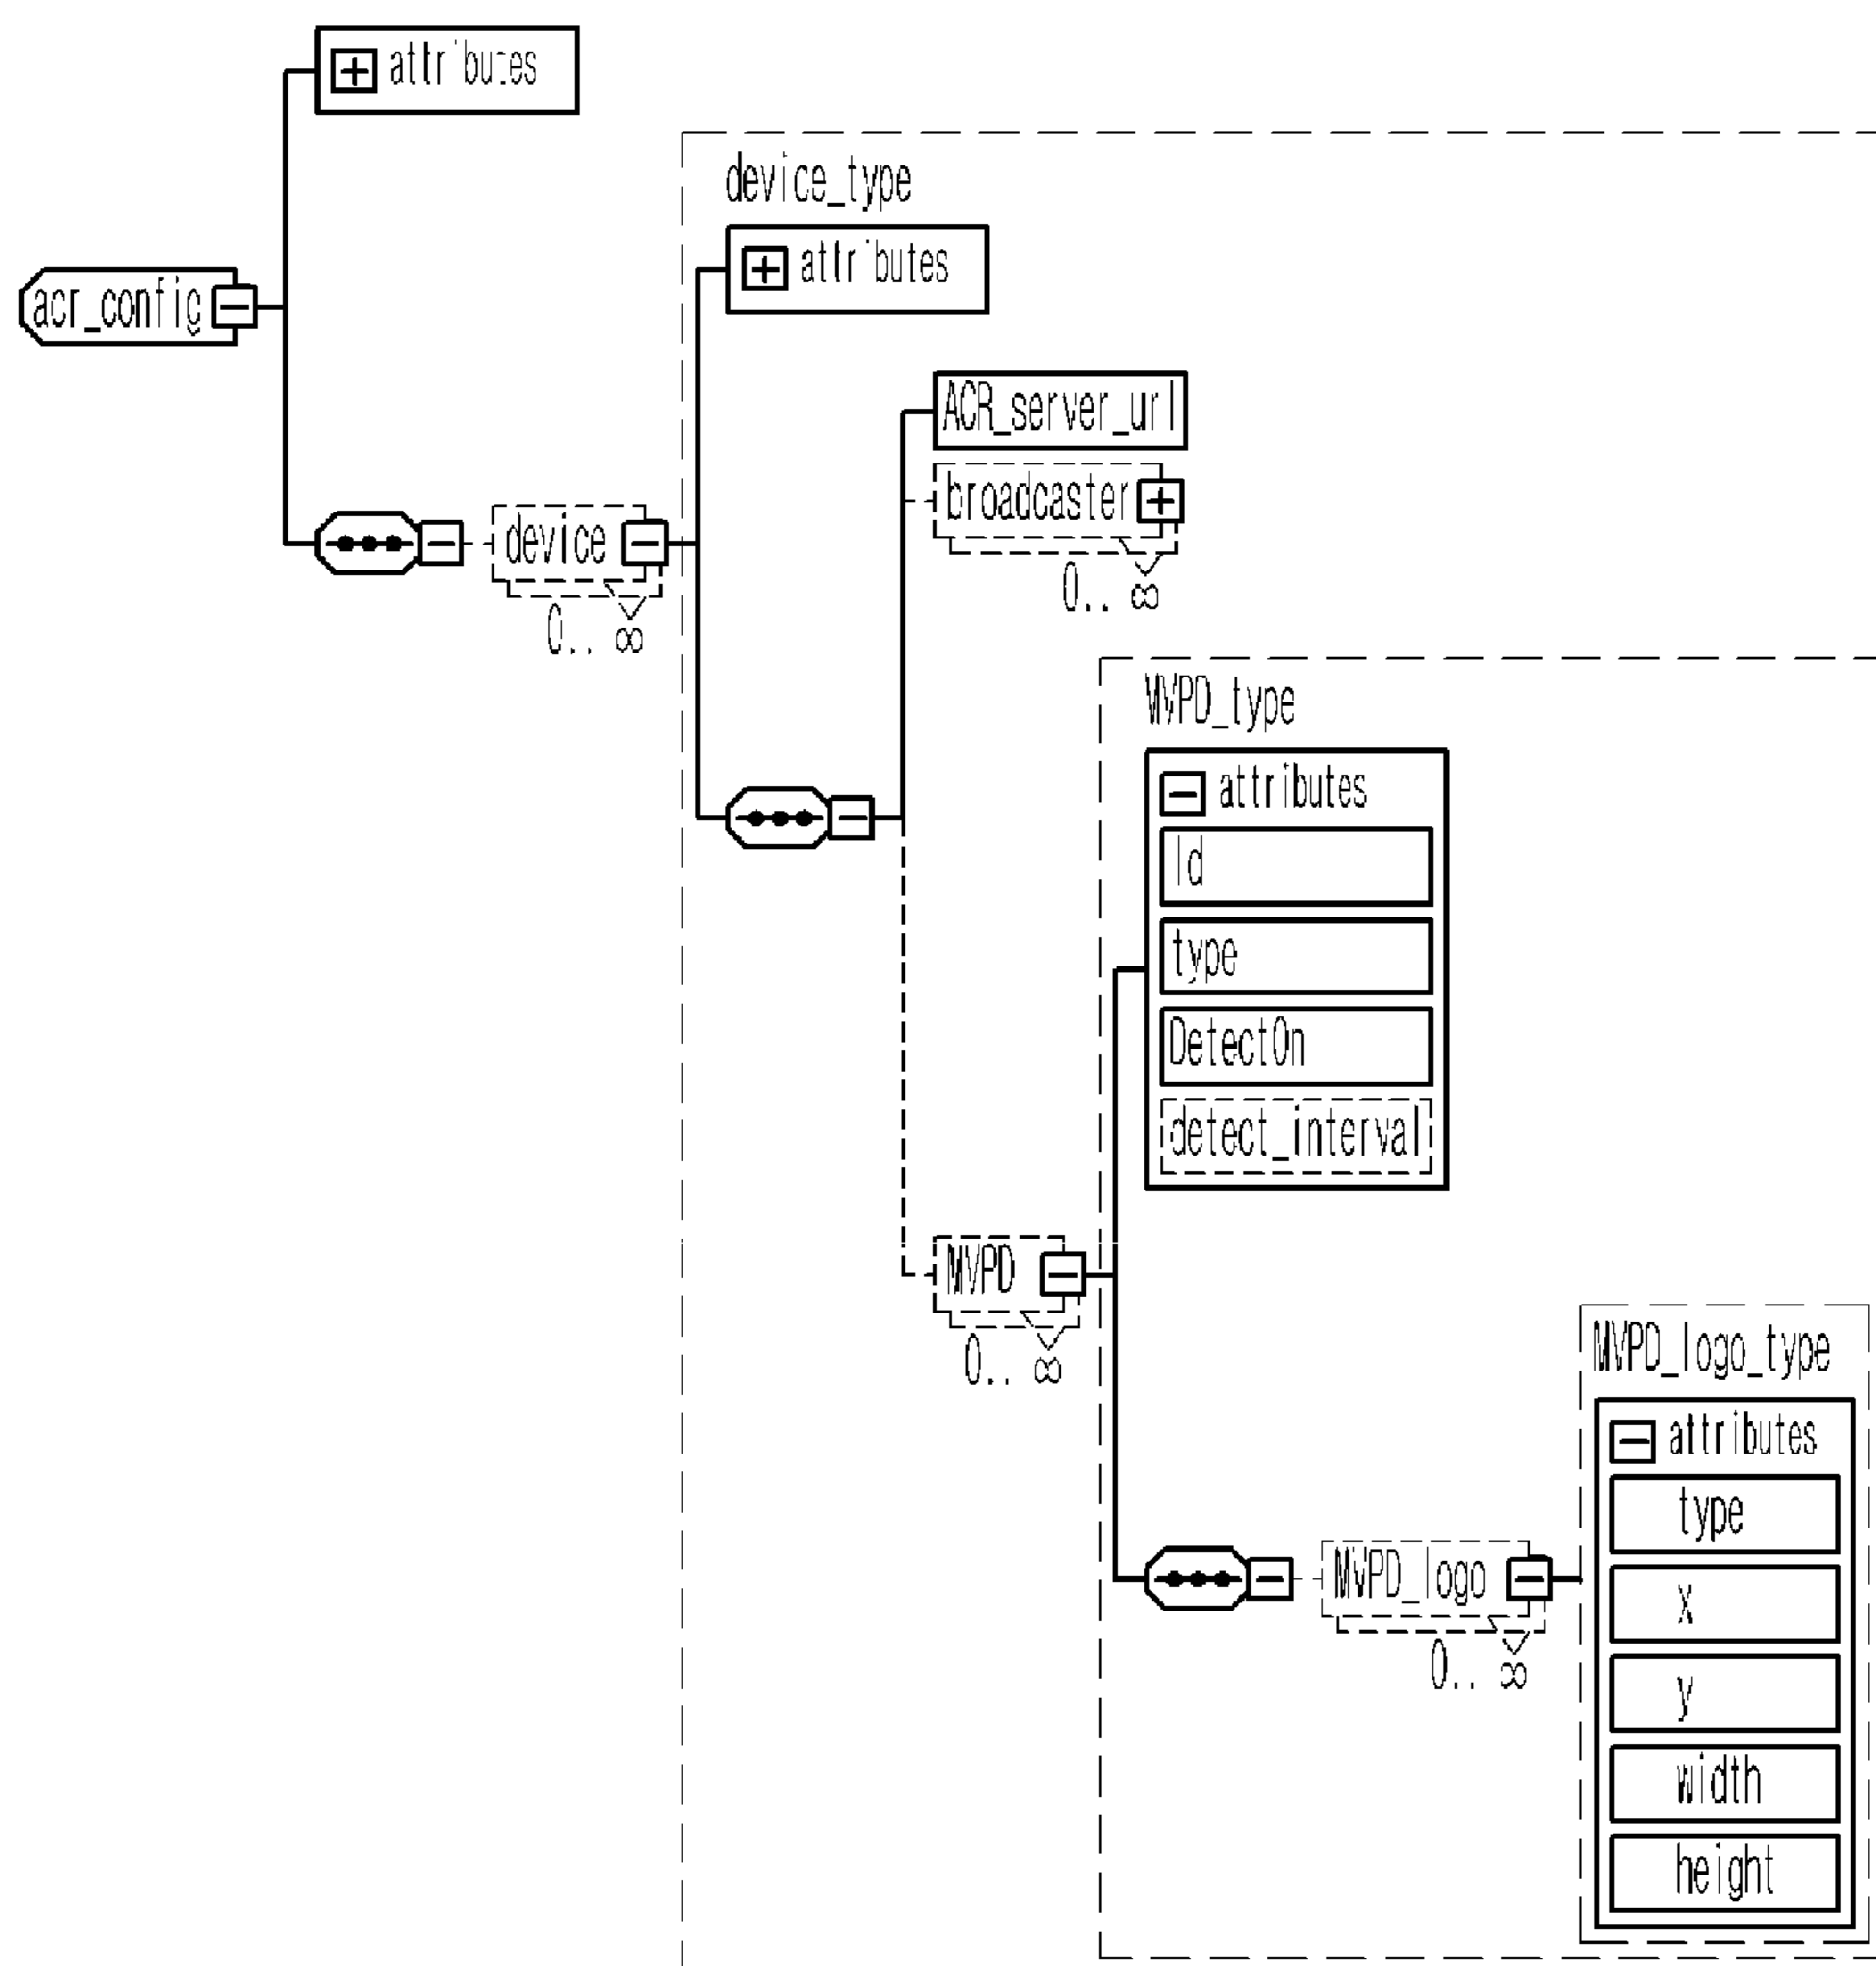 attributes
device_type
attributes
acr_config
ACR_server_url
broadcaster
0.. ∞
device
0.. ∞
MVPD_type
attributes
Id
type
DetectOn
detect_interval
MVPD
0.. ∞
MVPD_logo_type
attributes
type
x
y
width
height
MVPD_logo
0.. ∞